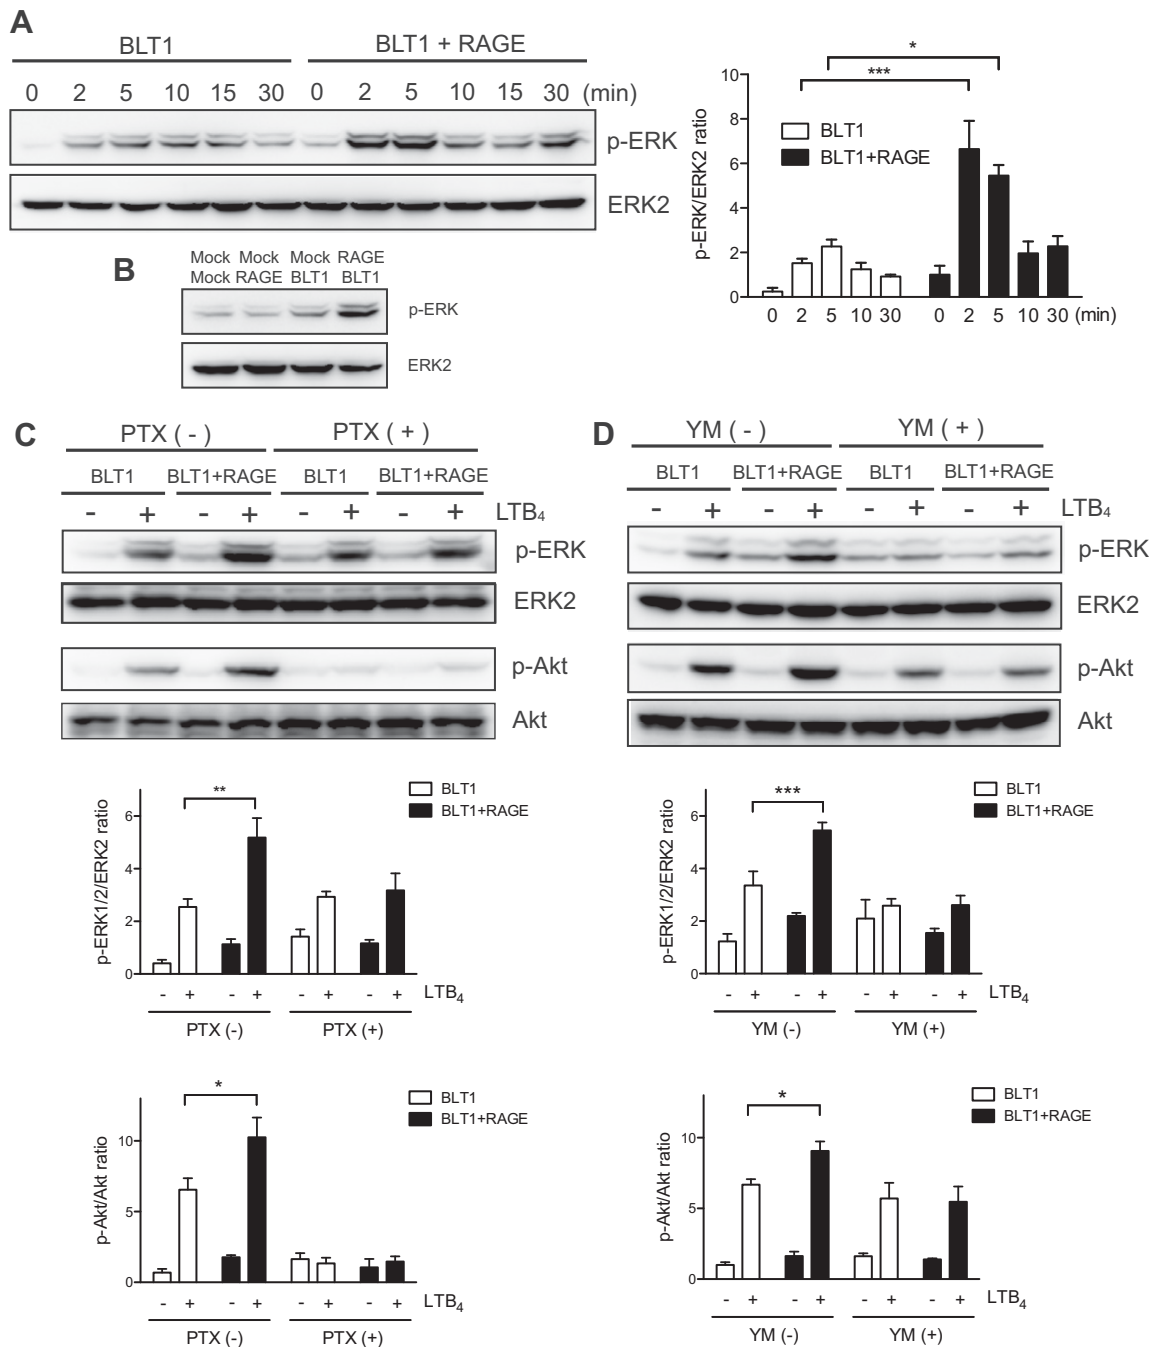 A
BLT1 BLT1 + RAGE
0 2 5 10 15 30 0 2 5 10 15 30 (min)
p-ERK
ERK2
* 
***
10
8
6
4
2
0
p-ERK/ERK2 ratio
BLT1
BLT1+RAGE
0 2 5 10 30 0 2 5 10 30 (min)
B
Mock Mock Mock RAGE
Mock RAGE BLT1 BLT1
p-ERK
ERK2
C
PTX ( - ) PTX ( + )
BLT1 BLT1+RAGE BLT1 BLT1+RAGE
- + - + - + - + LTB4
p-ERK
ERK2
p-Akt
Akt
p-ERK1/2/ERK2 ratio
6
4
2
0
**
BLT1
BLT1+RAGE
- + - + - + - + LTB4
PTX (-) PTX (+)
p-Akt/Akt ratio
10
5
0
*
BLT1
BLT1+RAGE
- + - + - + - + LTB4
PTX (-) PTX (+)
D
YM ( - ) YM ( + )
BLT1 BLT1+RAGE BLT1 BLT1+RAGE
- + - + - + - + LTB4
p-ERK
ERK2
p-Akt
Akt
p-ERK1/2/ERK2 ratio
6
4
2
0
***
BLT1
BLT1+RAGE
- + - + - + - + LTB4
YM (-) YM (+)
p-Akt/Akt ratio
10
5
0
*
BLT1
BLT1+RAGE
- + - + - + - + LTB4
YM (-) YM (+)